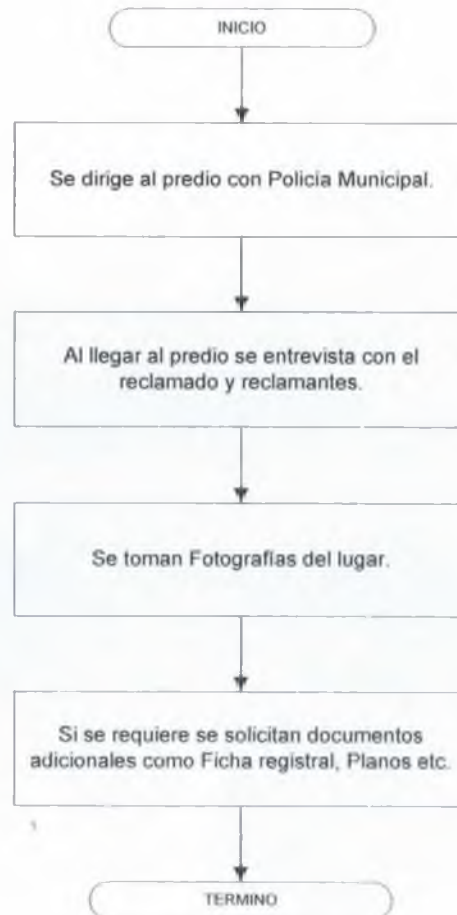 INICIO
Se dirige al predio con Policia Municipal.
Al llegar al predio se entrevista con el
reclamado y reclamantes.
Se toman Fotografías del lugar.
Si se requiere se solicitan documentos
adicionales como Ficha registral, Planos etc.
TERMINO